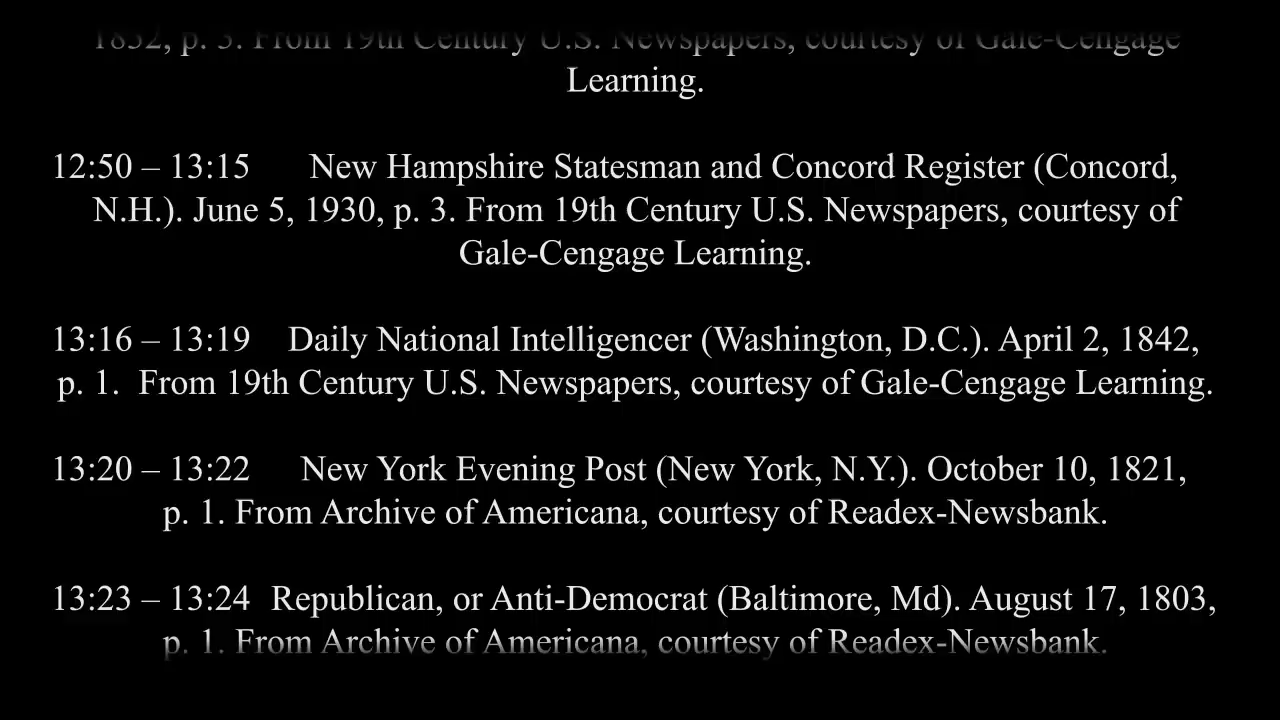 1832, p. 3. From 19th Century U.S. Newspapers, courtesy of Gale-Cengage
Learning.
12:50 – 13:15 New Hampshire Statesman and Concord Register (Concord,
N.H.). June 5, 1930, p. 3. From 19th Century U.S. Newspapers, courtesy of
Gale-Cengage Learning.
13:16 – 13:19 Daily National Intelligencer (Washington, D.C.). April 2, 1842,
p. 1. From 19th Century U.S. Newspapers, courtesy of Gale-Cengage Learning.
13:20 – 13:22 New York Evening Post (New York, N.Y.). October 10, 1821,
p. 1. From Archive of Americana, courtesy of Readex-Newsbank.
13:23 – 13:24 Republican, or Anti-Democrat (Baltimore, Md). August 17, 1803,
p. 1. From Archive of Americana, courtesy of Readex-Newsbank.